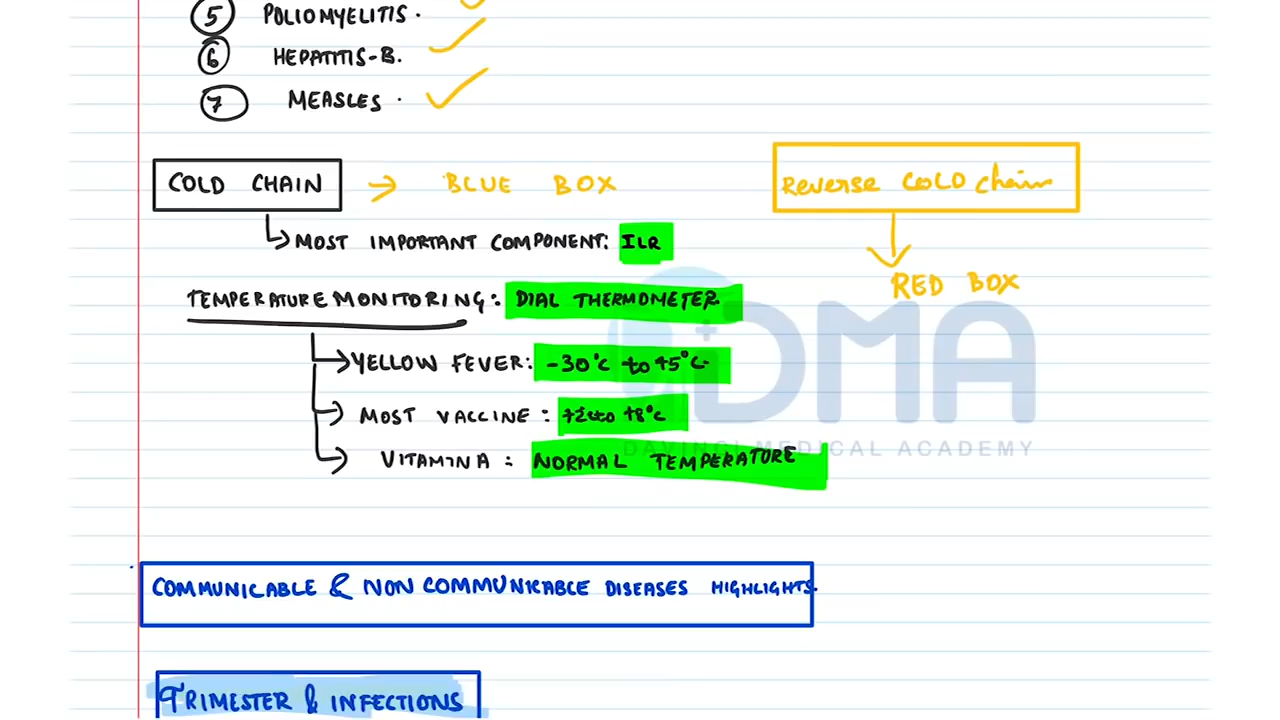 5 POLIOMYELITIS.
6 HEPATITIS-B.
7 MEASLES.
COLD CHAIN → BLUE BOX
Reverse COLD chain
MOST IMPORTANT COMPONENT: ILR
RED BOX
TEMPERATURE MONITORING: DIAL THERMOMETER
YELLOW FEVER: -30°C to +5°C
MOST VACCINE: +2 to +8°C
VITAMIN A: NORMAL TEMPERATURE
DMA
DAVINCI MEDICAL ACADEMY
COMMUNICABLE & NON COMMUNICABLE DISEASES HIGHLIGHTS.
TRIMESTER & INFECTIONS